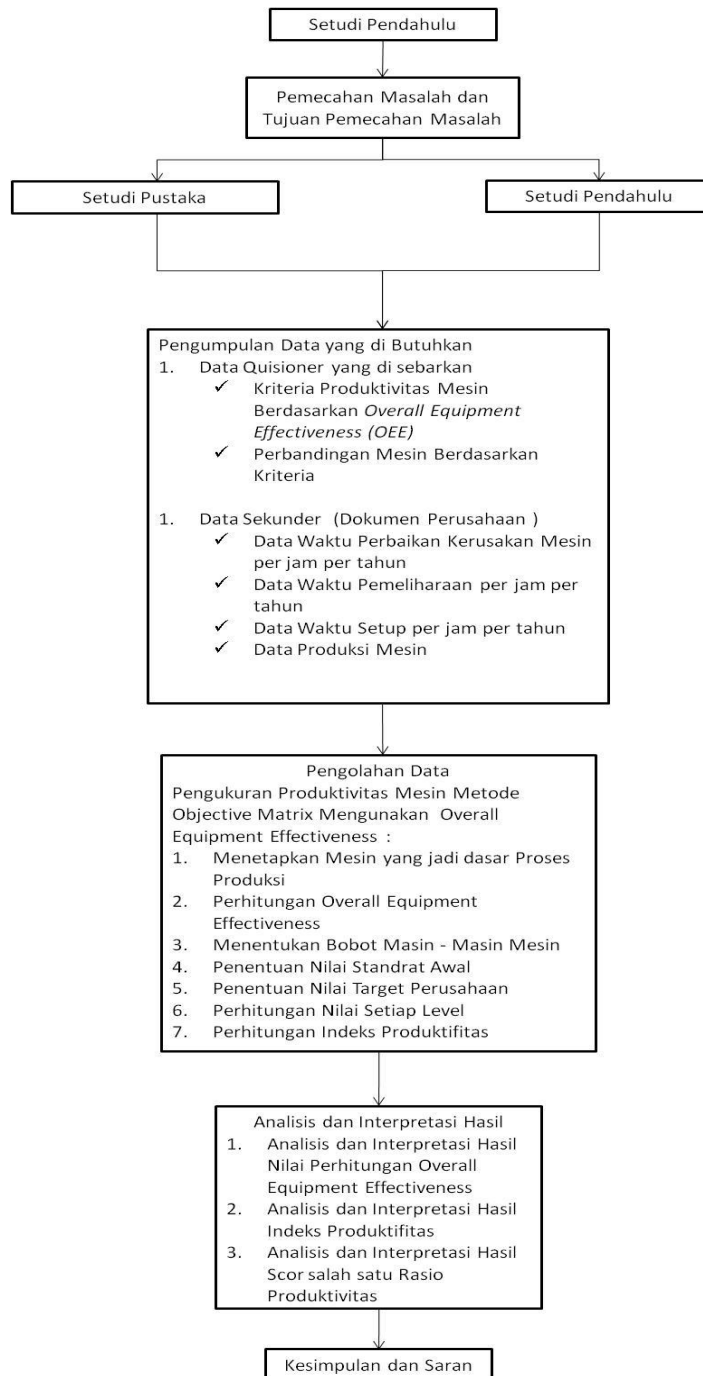 Setudi Pendahulu
Pemecahan Masalah dan
Tujuan Pemecahan Masalah
Setudi Pustaka
Setudi Pendahulu
Pengumpulan Data yang di Butuhkan
1. Data Quisioner yang di sebarkan
✓ Kriteria Produktivitas Mesin
Berdasarkan Overall Equipment
Effectiveness (OEE)
✓ Perbandingan Mesin Berdasarkan
Kriteria
1. Data Sekunder (Dokumen Perusahaan )
✓ Data Waktu Perbaikan Kerusakan Mesin
per jam per tahun
✓ Data Waktu Pemeliharaan per jam per
tahun
✓ Data Waktu Setup per jam per tahun
✓ Data Produksi Mesin
Pengolahan Data
Pengukuran Produktivitas Mesin Metode
Objective Matrix Mengunakan Overall
Equipment Effectiveness :
1. Menetapkan Mesin yang jadi dasar Proses
Produksi
2. Perhitungan Overall Equipment
Effectiveness
3. Menentukan Bobot Masin - Masin Mesin
4. Penentuan Nilai Standrat Awal
5. Penentuan Nilai Target Perusahaan
6. Perhitungan Nilai Setiap Level
7. Perhitungan Indeks Produktifitas
Analisis dan Interpretasi Hasil
1. Analisis dan Interpretasi Hasil
Nilai Perhitungan Overall
Equipment Effectiveness
2. Analisis dan Interpretasi Hasil
Indeks Produktifitas
3. Analisis dan Interpretasi Hasil
Scor salah satu Rasio
Produktivitas
Kesimpulan dan Saran